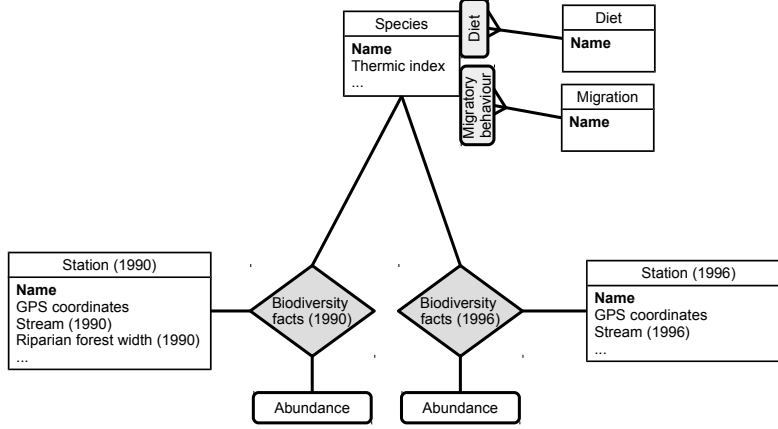 Species
Name
Thermic index
...
Diet
Diet
Name
Migratory
behaviour
Migration
Name
Station (1990)
Name
GPS coordinates
Stream (1990)
Riparian forest width (1990)
...
Biodiversity
facts (1990)
Biodiversity
facts (1996)
Station (1996)
Name
GPS coordinates
Stream (1996)
...
Abundance
Abundance